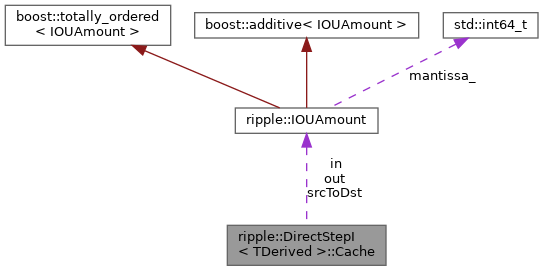 boost::totally_ordered
< IOUAmount >
boost::additive< IOUAmount >
std::int64_t
mantissa_
ripple::IOUAmount
in
out
srcToDst
ripple::DirectStepI
< TDerived >::Cache